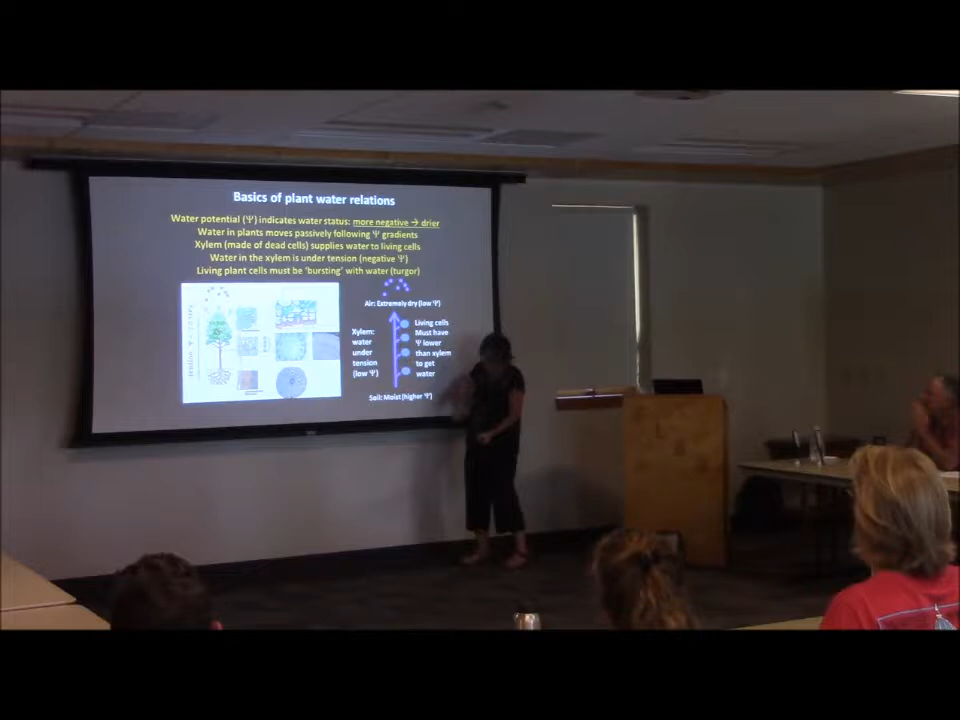 Basics of plant water relations
Water potential (Ψ) indicates water status: more negative → drier
Water in plants moves passively following Ψ gradients
Xylem (made of dead cells) supplies water to living cells
Water in the xylem is under tension (negative Ψ)
Living plant cells must be 'bursting' with water (turgor)
Air: Extremely dry (low Ψ)
Xylem:
water
under
tension
(low Ψ)
Living cells
Must have
Ψ lower
than xylem
to get
water
Soil: Moist (higher Ψ)